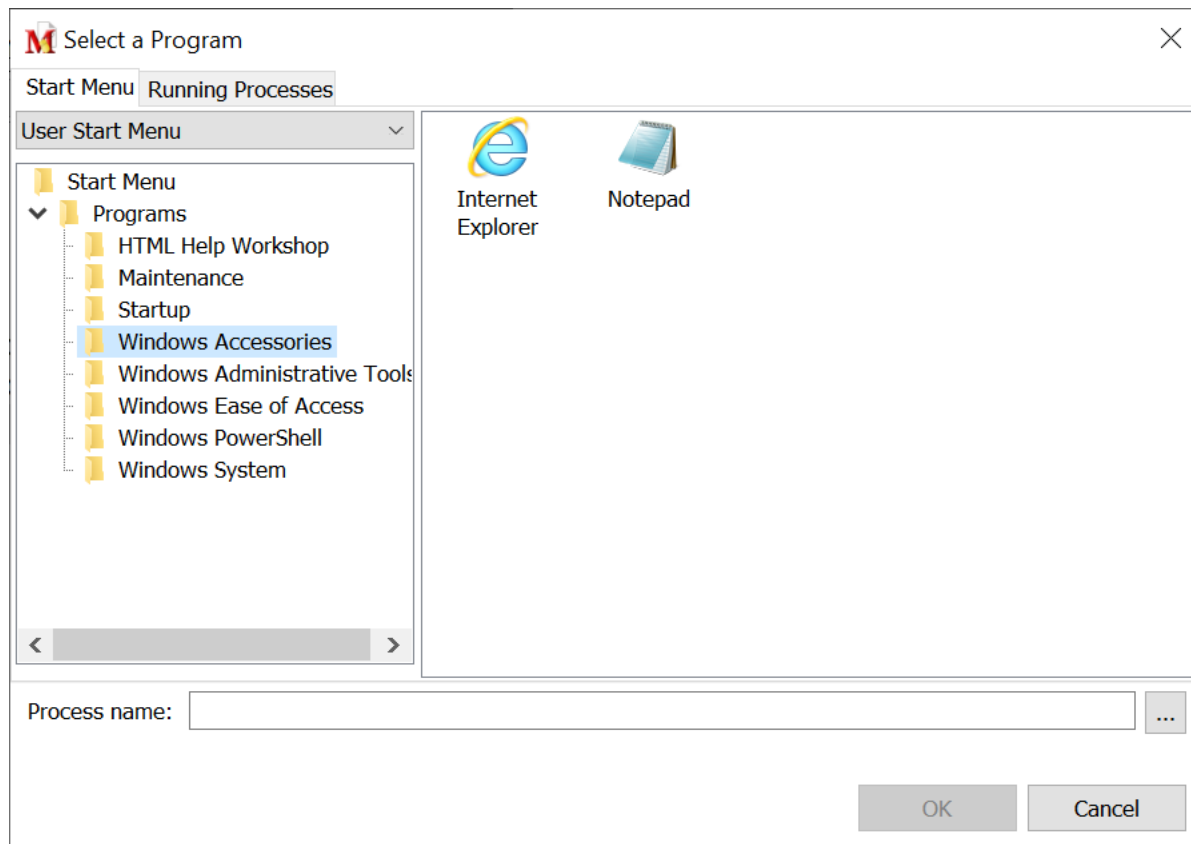 Select a Program
Start Menu
Running Processes
User Start Menu
Start Menu
Programs
HTML Help Workshop
Maintenance
Startup
Windows Accessories
Windows Administrative Tools
Windows Ease of Access
Windows PowerShell
Windows System
Internet
Explorer
Notepad
Process name:
...
OK
Cancel